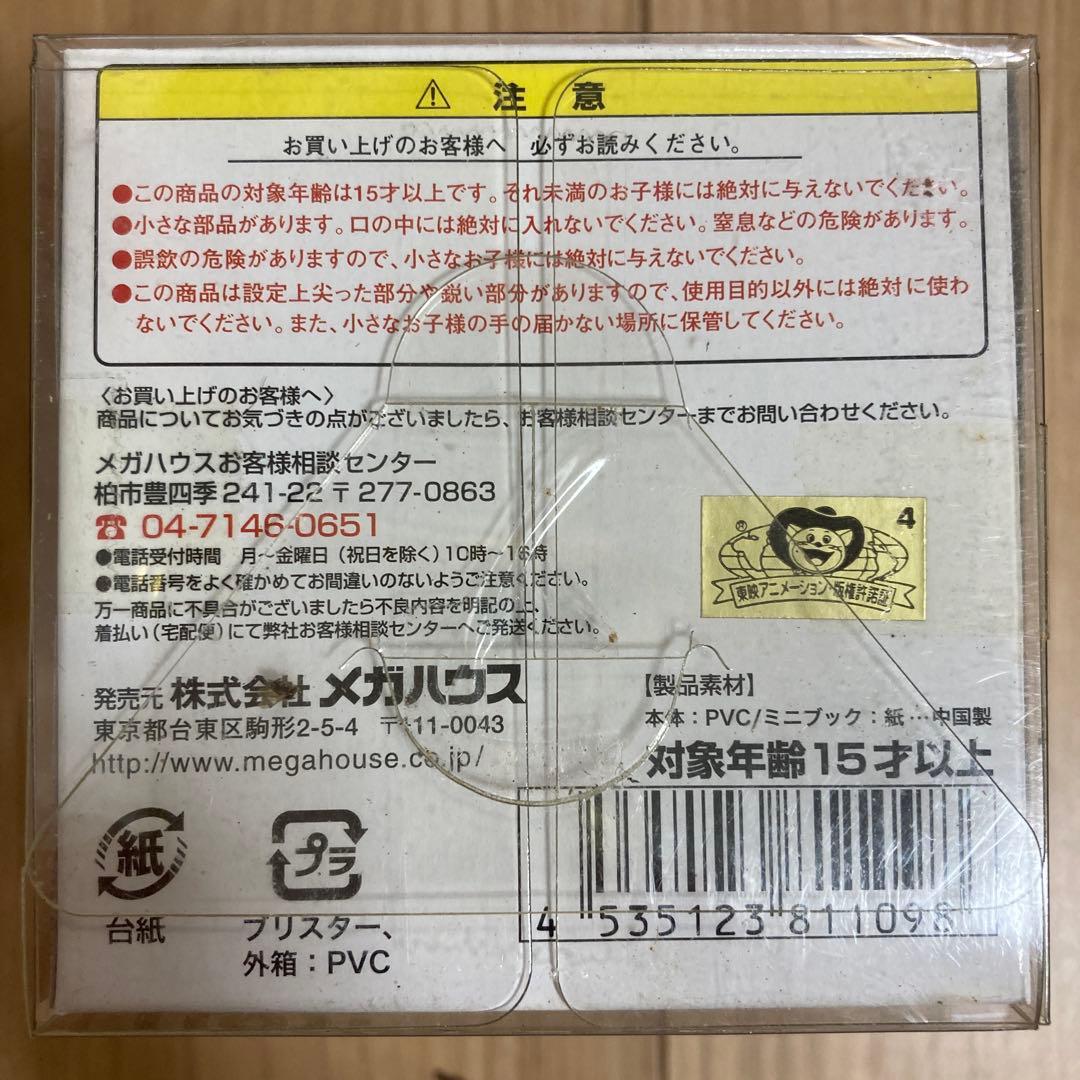 ⚠ 注意
お買い上げのお客様へ 必ずお読みください。
●この商品の対象年齢は15才以上です。それ未満のお子様には絶対に与えないでください。
●小さな部品があります。口の中には絶対に入れないでください。窒息などの危険があります。
●誤飲の危険がありますので、小さなお子様には絶対に与えないでください。
●この商品は設定上尖った部分や鋭い部分がありますので、使用目的以外には絶対に使わ
ないでください。また、小さなお子様の手の届かない場所に保管してください。
〈お買い上げのお客様へ〉
商品についてお気づきの点がございましたら、お客様相談センターまでお問い合わせください。
メガハウスお客様相談センター
柏市豊四季241-22 〒277-0863
☎ 04-7146-0651
●電話受付時間 月〜金曜日（祝日を除く）10時〜16時
●電話番号をよく確かめてお間違いのないようご注意ください。
万一商品に不具合がございましたら不良内容を明記の上、
着払い（宅配便）にて弊社お客様相談センターへご発送ください。
® 4
東映アニメーション・版権許諾証
発売元 株式会社 メガハウス
東京都台東区駒形2-5-4 〒111-0043
http://www.megahouse.co.jp/
【製品素材】
本体：PVC/ミニブック：紙…中国製
対象年齢15才以上
紙
台紙
プラ
ブリスター、
外箱：PVC
4 535123 811098